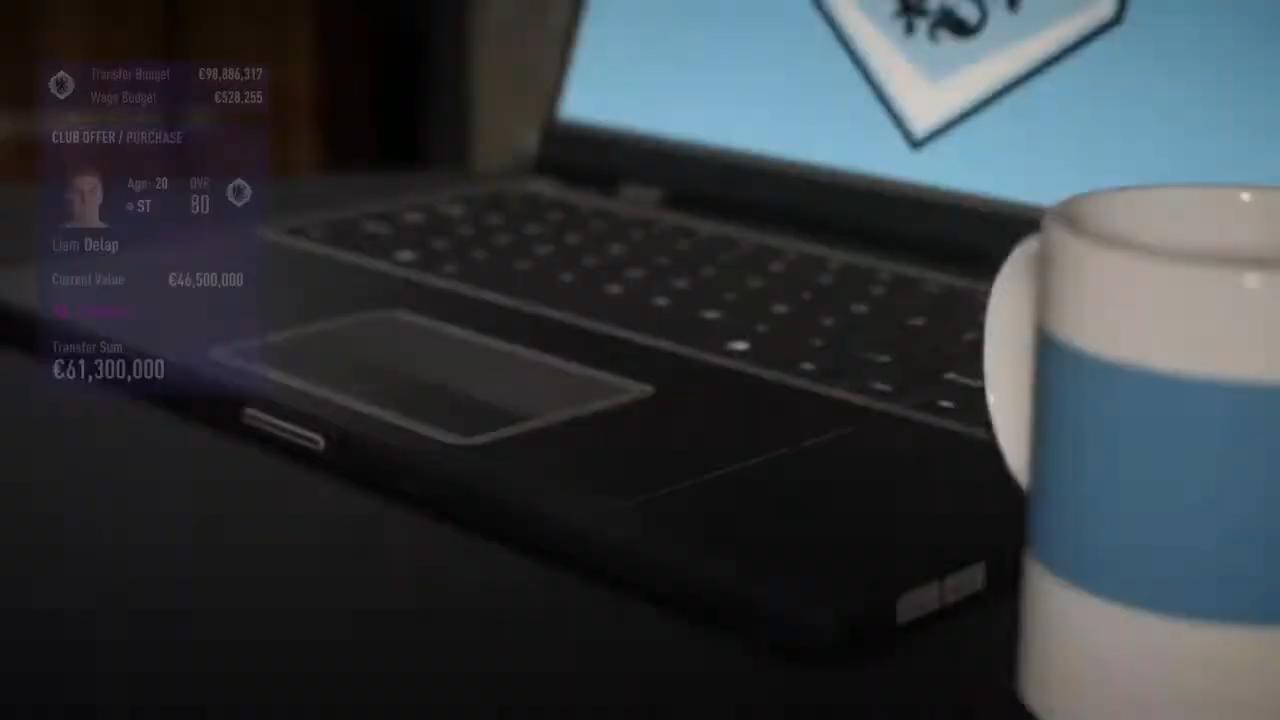 Transfer Budget €98,886,317
Wage Budget €528,255
CLUB OFFER / PURCHASE
Age: 20 OVR
ST 80
Liam Delap
Current Value €46,500,000
Transfer Sum
€61,300,000